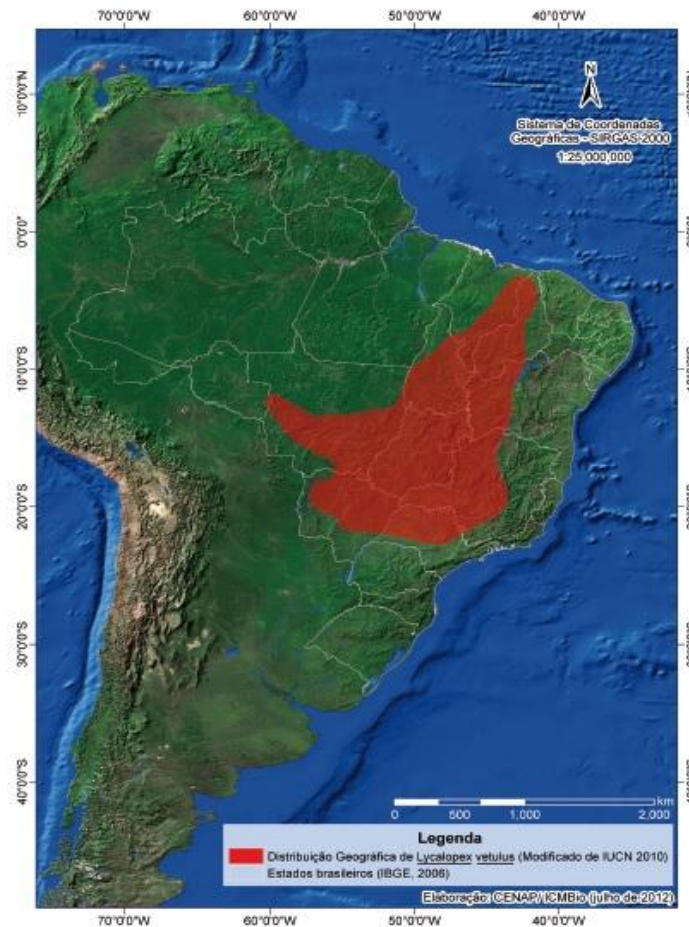 70°0'0"W 60°0'0"W 50°0'0"W 40°0'0"W
N
Sistema de Coordenadas
Geográficas - SIRGAS-2000
1:25,000,000
10°0'0"N
0°0'0"
10°0'0"S
20°0'0"S
30°0'0"S
40°0'0"S
km
0 500 1,000 2,000
Legenda
Distribuição Geográfica de Lycalopex vetulus (Modificado de IUCN 2010)
Estados brasileiros (IBGE, 2006)
Elaboração: CENAP/ ICMBio (julho de 2012)
70°0'0"W 60°0'0"W 50°0'0"W 40°0'0"W